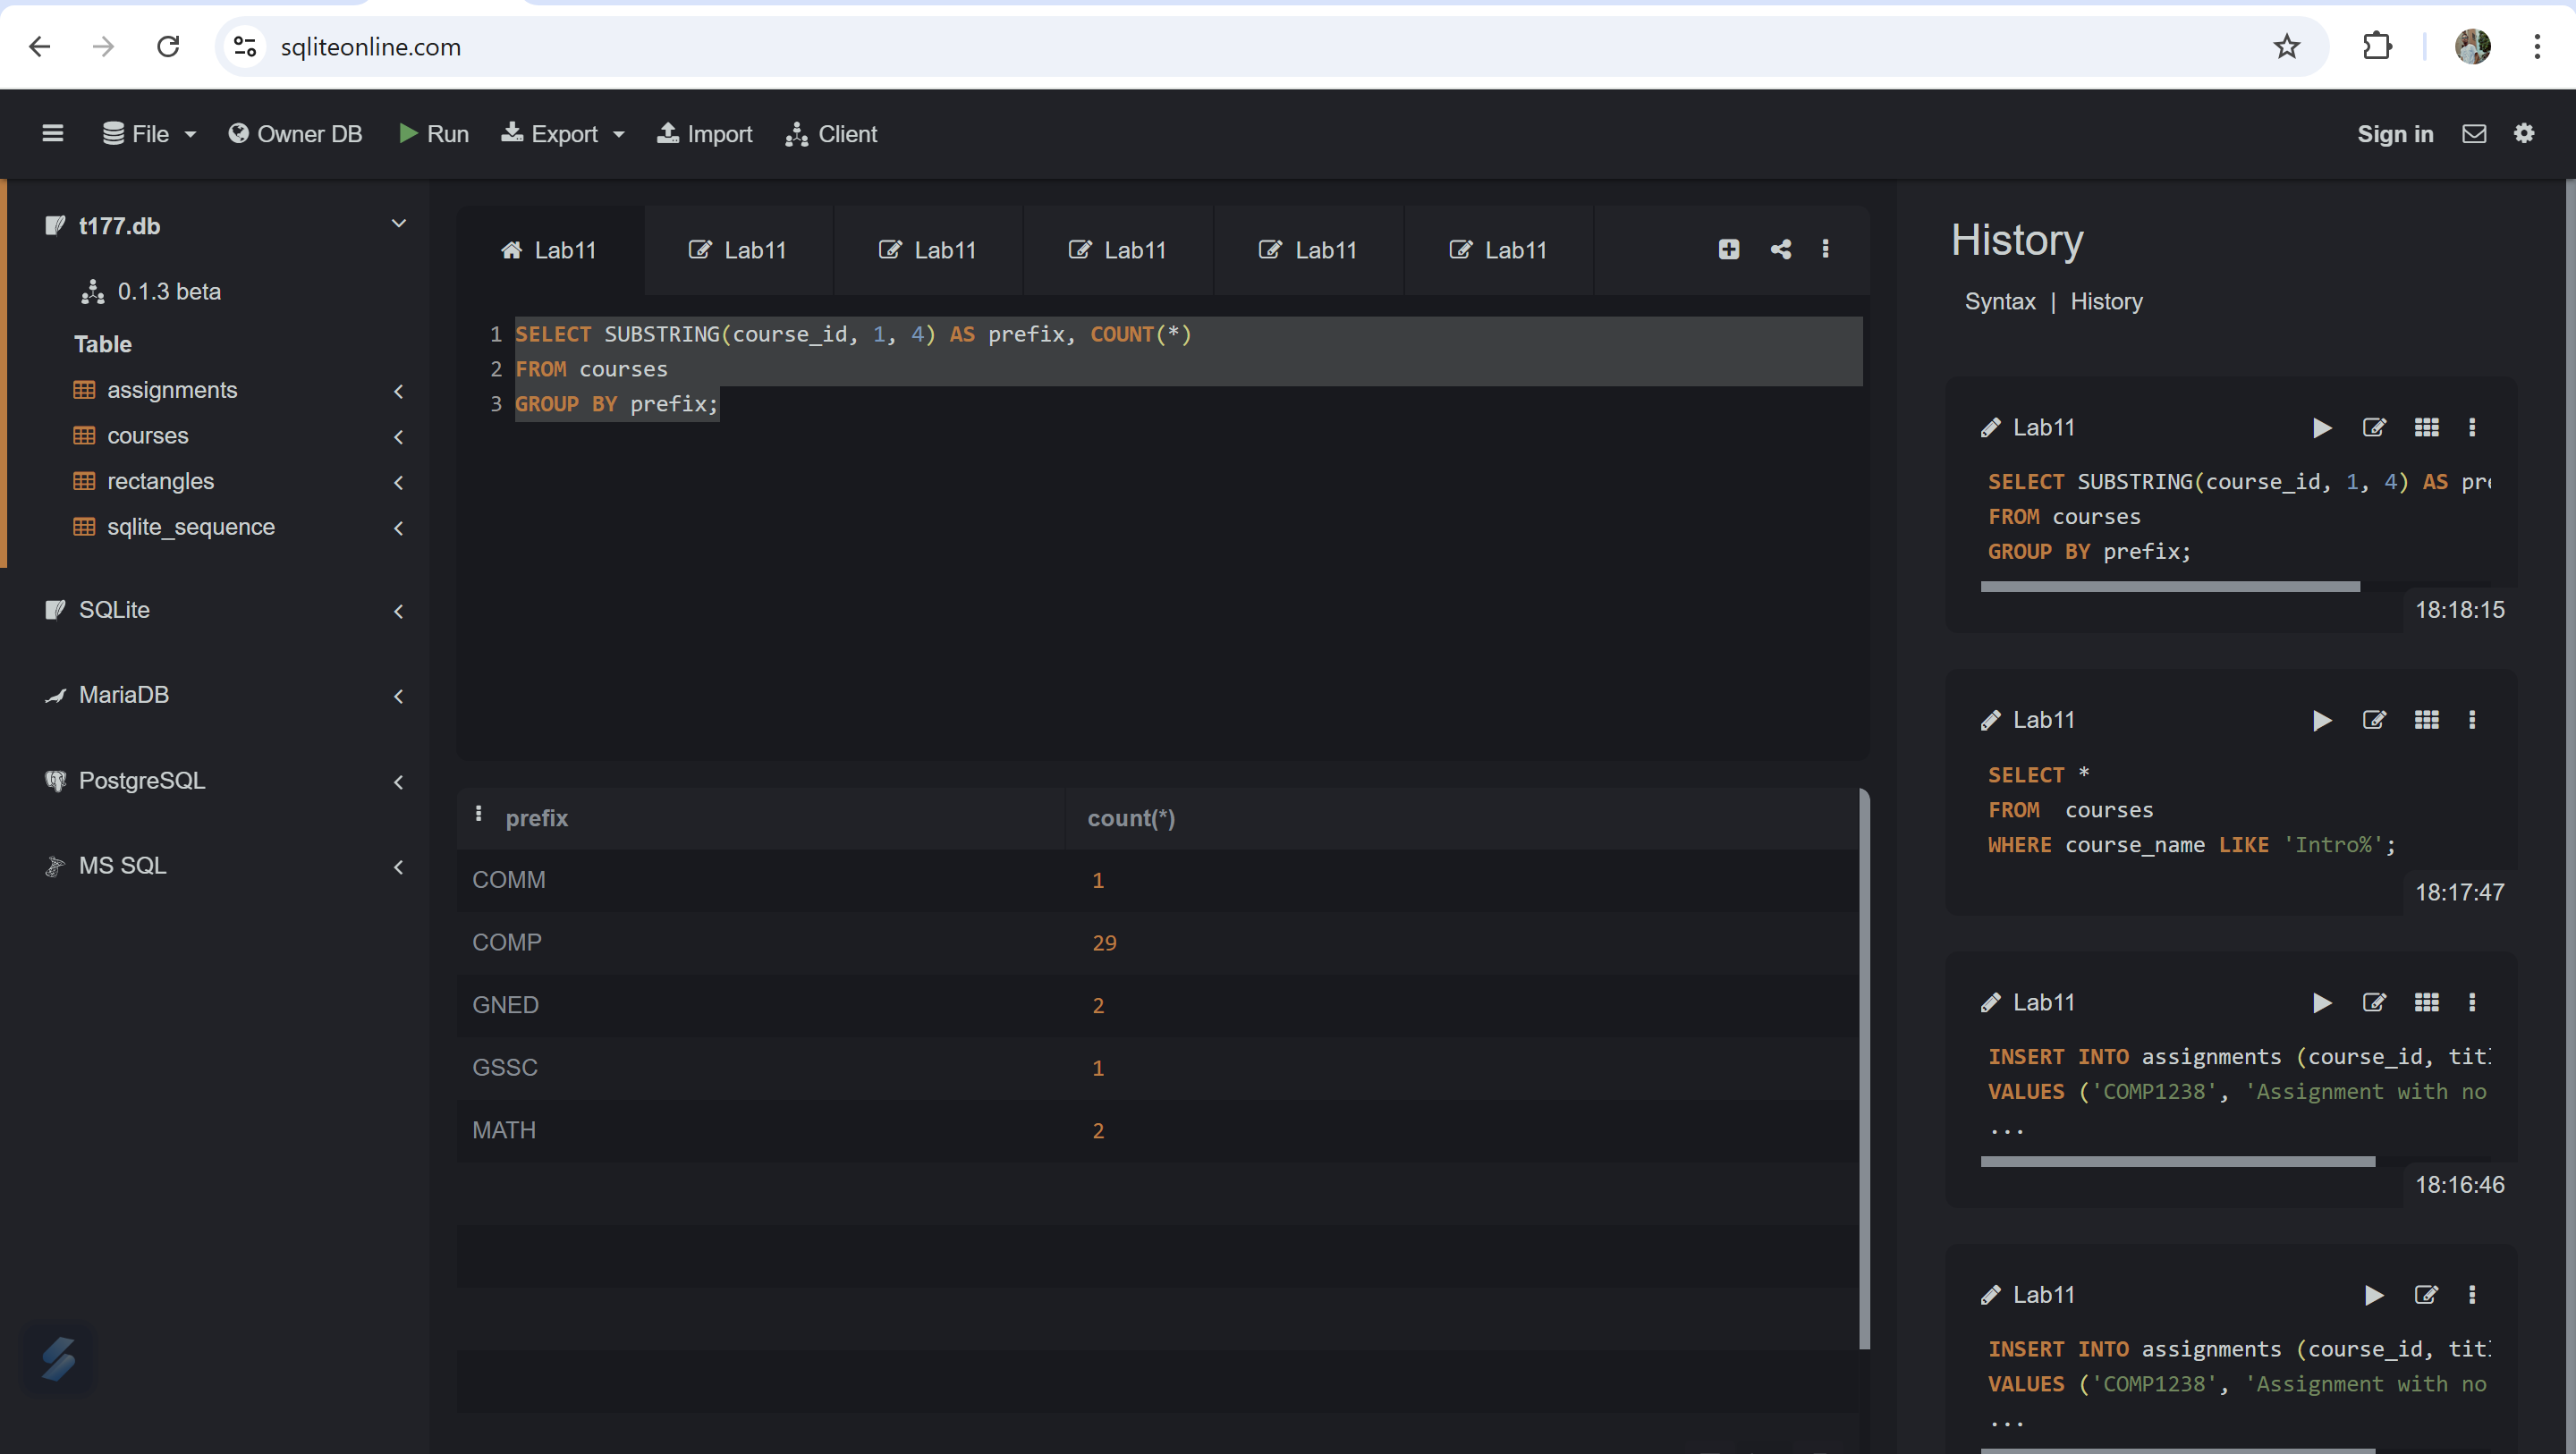 sqliteonline.com
File
Owner DB
Run
Export
Import
Client
Sign in
t177.db
0.1.3 beta
Table
assignments
courses
rectangles
sqlite_sequence
SQLite
MariaDB
PostgreSQL
MS SQL
Lab11
Lab11
Lab11
Lab11
Lab11
Lab11
1 SELECT SUBSTRING(course_id, 1, 4) AS prefix, COUNT(*)
2 FROM courses
3 GROUP BY prefix;
prefix count(*)
COMM 1
COMP 29
GNED 2
GSSC 1
MATH 2
History
Syntax | History
Lab11
SELECT SUBSTRING(course_id, 1, 4) AS pre
FROM courses
GROUP BY prefix;
18:18:15
Lab11
SELECT *
FROM courses
WHERE course_name LIKE 'Intro%';
18:17:47
Lab11
INSERT INTO assignments (course_id, tit
VALUES ('COMP1238', 'Assignment with no
...
18:16:46
Lab11
INSERT INTO assignments (course_id, tit
VALUES ('COMP1238', 'Assignment with no
...